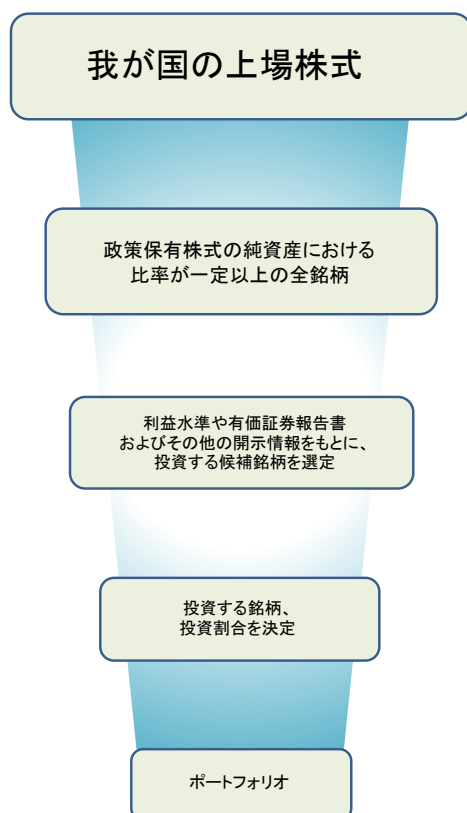 我が国の上場株式
政策保有株式の純資産における
比率が一定以上の全銘柄
利益水準や有価証券報告書
およびその他の開示情報をもとに、
投資する候補銘柄を選定
投資する銘柄、
投資割合を決定
ポートフォリオ